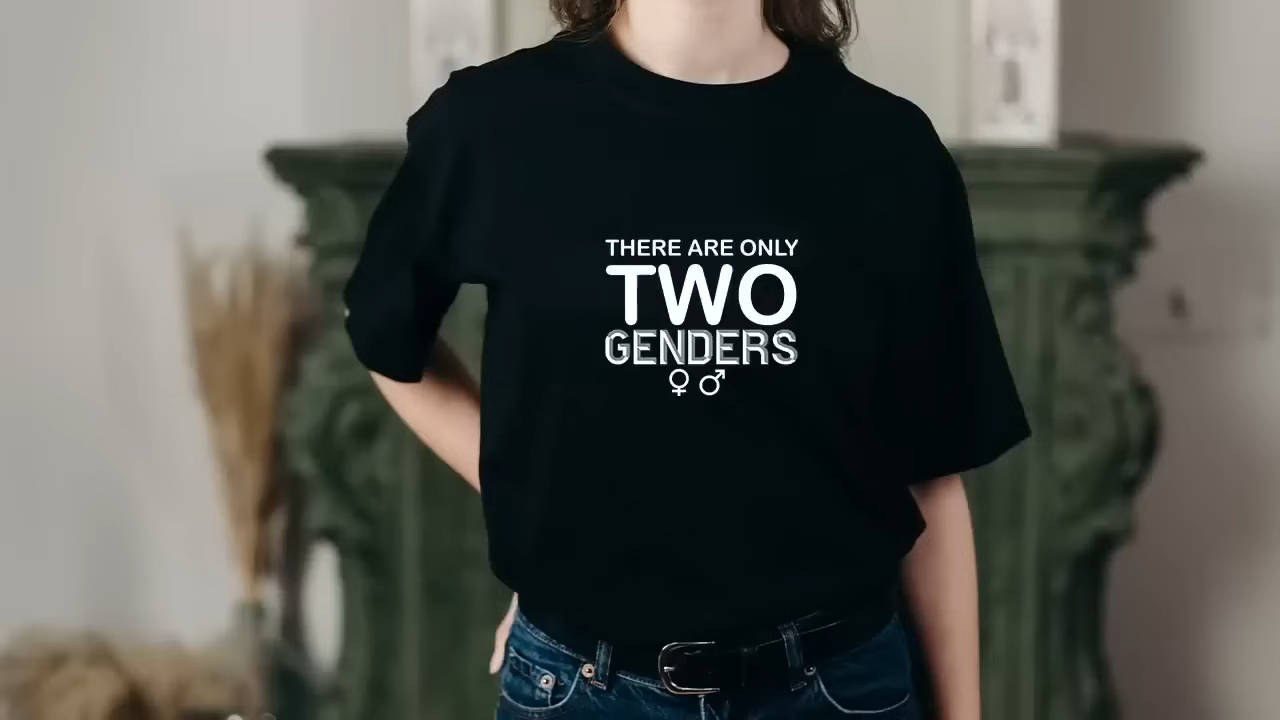 THERE ARE ONLY
TWO
GENDERS
♀ ♂